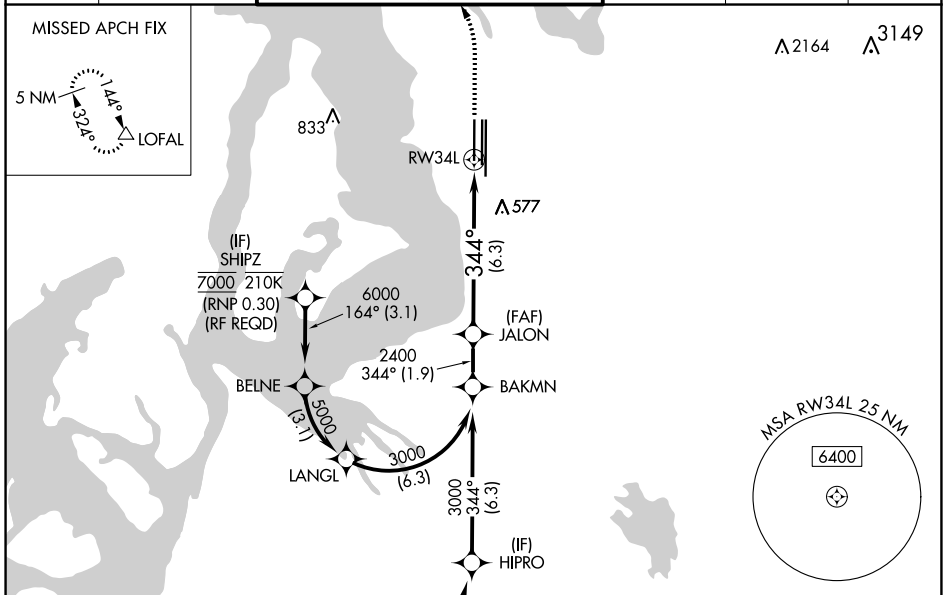 MISSED APCH FIX
5 NM
144°
324°
LOFAL
833
2164
3149
RW34L
577
344°
(6.3)
(IF)
SHIPZ
7000 210K
(RNP 0.30)
(RF REQD)
6000
164° (3.1)
(FAF)
JALON
2400
344° (1.9)
BELNE
BAKMN
5000
(3.1)
LANGL
3000
(6.3)
3000
344°
(6.3)
(IF)
HIPRO
MSA RW34L 25 NM
6400